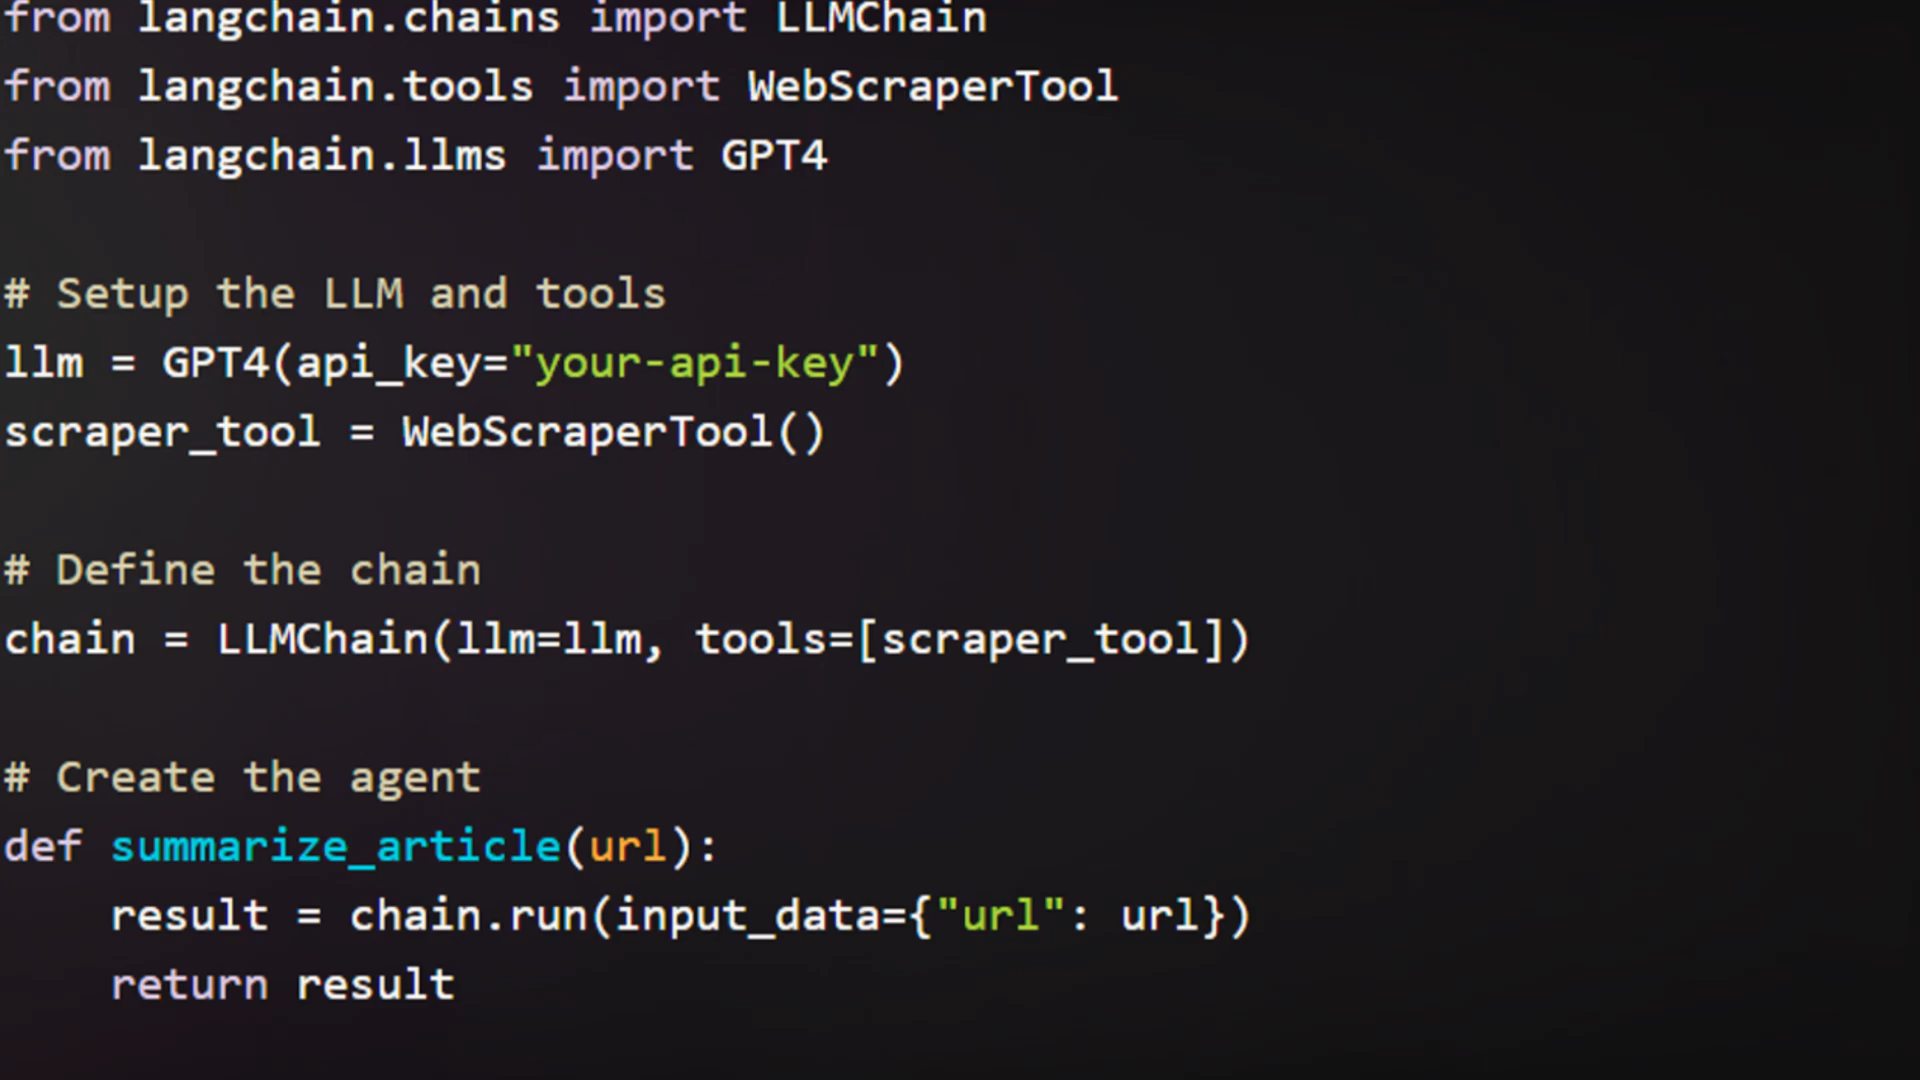 from langchain.chains import LLMChain
from langchain.tools import WebScraperTool
from langchain.llms import GPT4
# Setup the LLM and tools
llm = GPT4(api_key="your-api-key")
scraper_tool = WebScraperTool()
# Define the chain
chain = LLMChain(llm=llm, tools=[scraper_tool])
# Create the agent
def summarize_article(url):
    result = chain.run(input_data={"url": url})
    return result